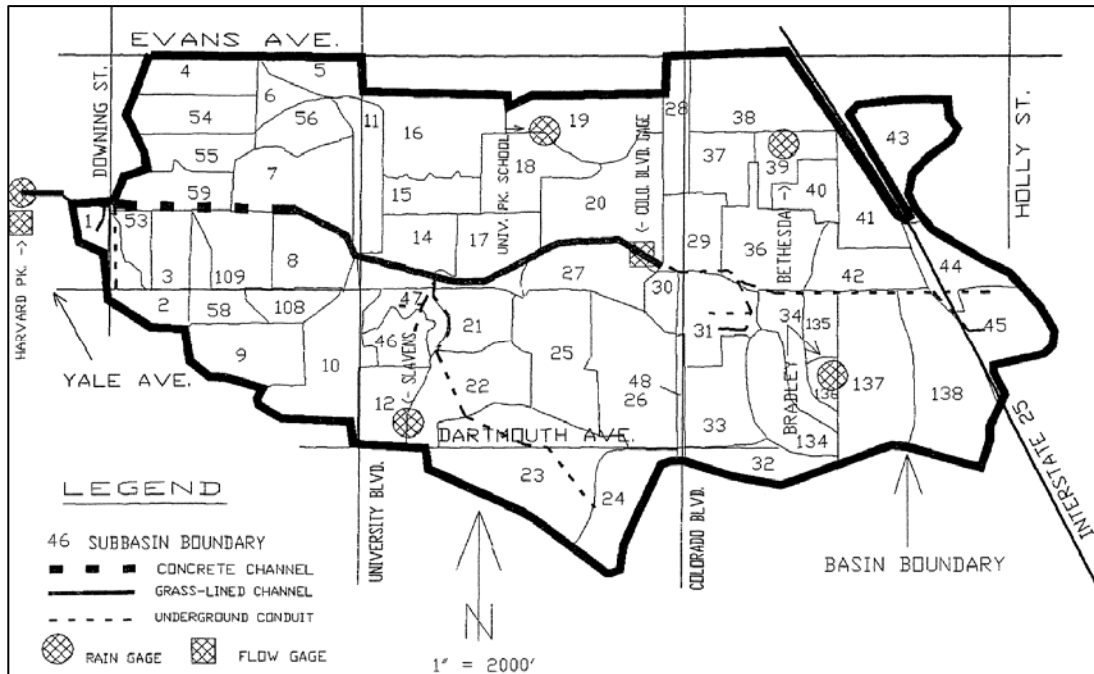 EVANS AVE.
DOWNING ST.
4
5
6
54
56
11
16
19
28
38
43
HOLLY ST.
55
7
UNIV. PK. SCHOOL
18
<- COLO. BLVD. GAGE
37
39
40
59
15
20
BETHESDA ->
41
1
53
14
17
29
36
3
109
8
27
30
42
44
HARVARD PK. ->
2
58
108
47
21
31
34
135
45
46
25
<- SLAVENS
YALE AVE.
9
10
22
48
26
BRADLEY
136
137
138
12
DARTMOUTH AVE.
33
134
23
24
32
LEGEND
UNIVERSITY BLVD.
COLORADO BLVD.
INTERSTATE 25
46 SUBBASIN BOUNDARY
BASIN BOUNDARY
CONCRETE CHANNEL
GRASS-LINED CHANNEL
UNDERGROUND CONDUIT
N
RAIN GAGE
FLOW GAGE
1" = 2000'